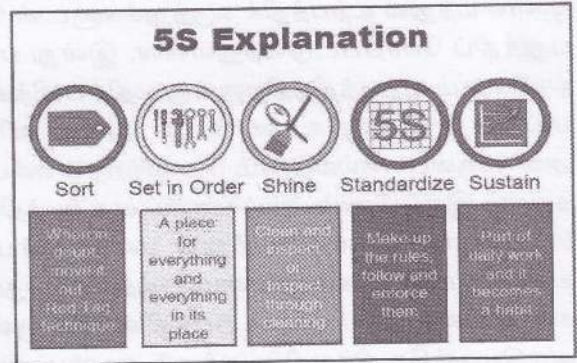 5S Explanation
5S
Sort
Set in Order
Shine
Standardize
Sustain
When in
doubt,
move it
out –
Red Tag
technique
A place
for
everything
and
everything
in its
place
Clean and
inspect
or
Inspect
through
cleaning
Make up
the rules,
follow and
enforce
them
Part of
daily work
and it
becomes
a habit